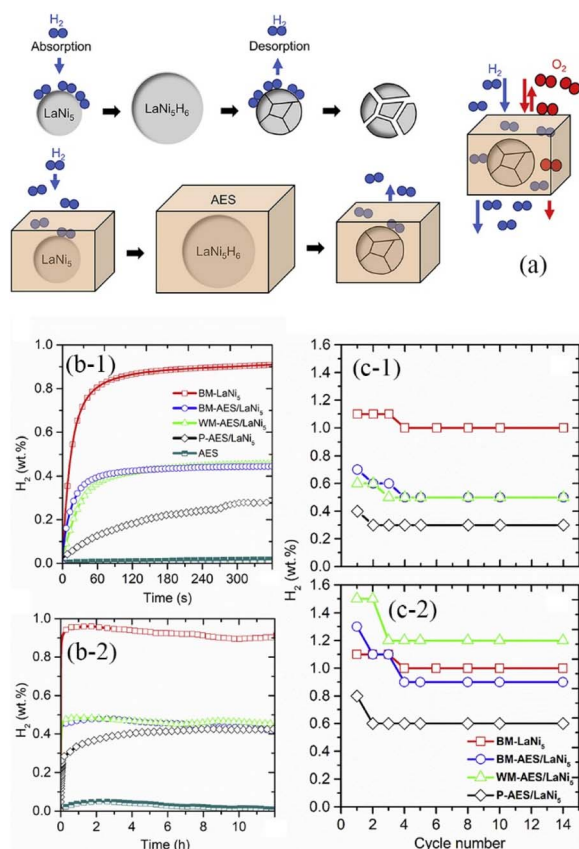 H₂
Absorption
H₂
Desorption
LaNi₅
LaNi₅H₆
H₂
O₂
H₂
AES
LaNi₅
LaNi₅H₆
(a)
(b-1)
1.0
0.8
0.6
0.4
0.2
0.0
H₂ (wt.%)
BM-LaNi₅
BM-AES/LaNi₅
WM-AES/LaNi₅
P-AES/LaNi₅
AES
0 60 120 180 240 300
Time (s)
(b-2)
1.0
0.8
0.6
0.4
0.2
0.0
H₂ (wt.%)
0 2 4 6 8 10
Time (h)
(c-1)
1.6
1.4
1.2
1.0
0.8
0.6
0.4
0.2
0.0
H₂ (wt.%)
(c-2)
1.6
1.4
1.2
1.0
0.8
0.6
0.4
0.2
0.0
BM-LaNi₅
BM-AES/LaNi₅
WM-AES/LaNi₅
P-AES/LaNi₅
0 2 4 6 8 10 12 14
Cycle number